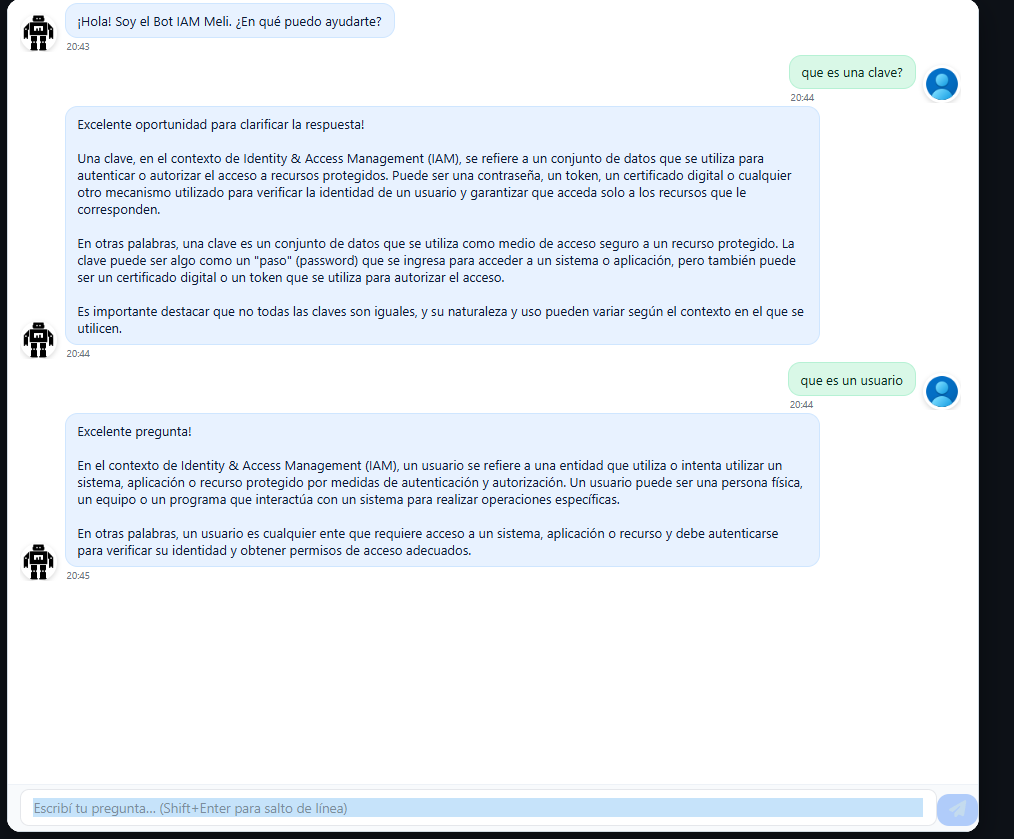 ¡Hola! Soy el Bot IAM Meli. ¿En qué puedo ayudarte?
20:43
que es una clave?
20:44
Excelente oportunidad para clarificar la respuesta!
Una clave, en el contexto de Identity & Access Management (IAM), se refiere a un conjunto de datos que se utiliza para
autenticar o autorizar el acceso a recursos protegidos. Puede ser una contraseña, un token, un certificado digital o cualquier
otro mecanismo utilizado para verificar la identidad de un usuario y garantizar que acceda solo a los recursos que le
corresponden.
En otras palabras, una clave es un conjunto de datos que se utiliza como medio de acceso seguro a un recurso protegido. La
clave puede ser algo como un "paso" (password) que se ingresa para acceder a un sistema o aplicación, pero también puede
ser un certificado digital o un token que se utiliza para autorizar el acceso.
Es importante destacar que no todas las claves son iguales, y su naturaleza y uso pueden variar según el contexto en el que se
utilicen.
20:44
que es un usuario
20:44
Excelente pregunta!
En el contexto de Identity & Access Management (IAM), un usuario se refiere a una entidad que utiliza o intenta utilizar un
sistema, aplicación o recurso protegido por medidas de autenticación y autorización. Un usuario puede ser una persona física,
un equipo o un programa que interactúa con un sistema para realizar operaciones específicas.
En otras palabras, un usuario es cualquier ente que requiere acceso a un sistema, aplicación o recurso y debe autenticarse
para verificar su identidad y obtener permisos de acceso adecuados.
20:45
Escribí tu pregunta... (Shift+Enter para salto de línea)